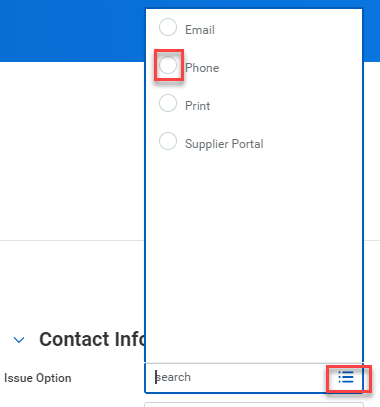 Email
Phone
Print
Supplier Portal
Contact Info
Issue Option
search